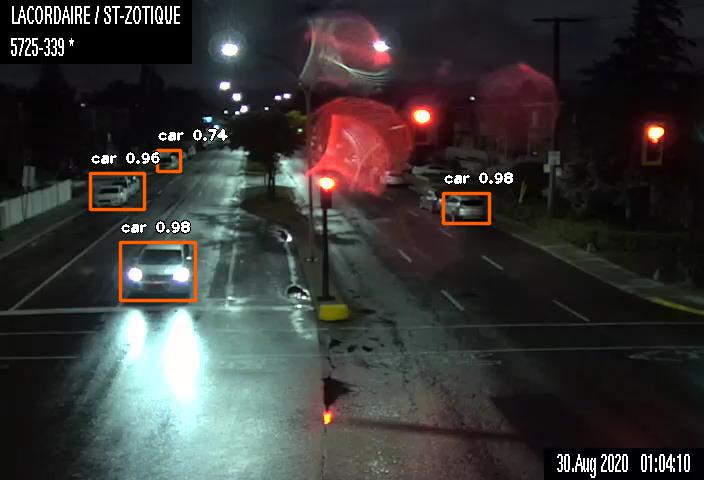 LACORDAIRE / ST-ZOTIQUE
5725-339 *
car 0.74
car 0.96
car 0.98
car 0.98
30.Aug 2020 01:04:10